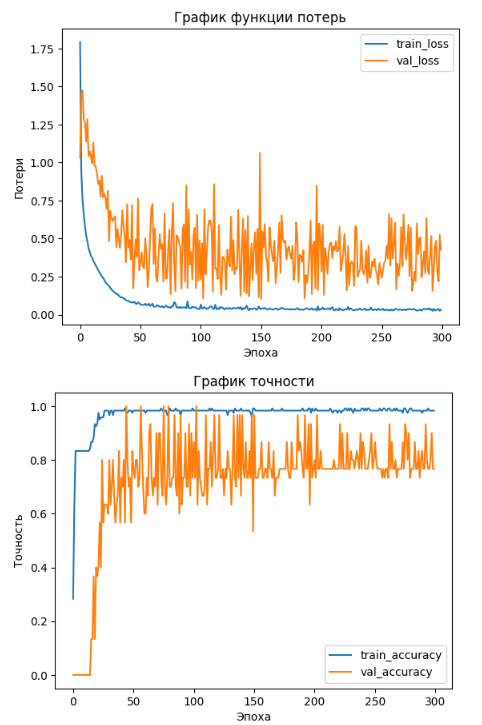 График функции потерь
1.75
1.50
1.25
1.00
0.75
0.50
0.25
0.00
Потери
train_loss
val_loss
0 50 100 150 200 250 300
Эпоха
График точности
1.0
0.8
0.6
0.4
0.2
0.0
Точность
train_accuracy
val_accuracy
0 50 100 150 200 250 300
Эпоха